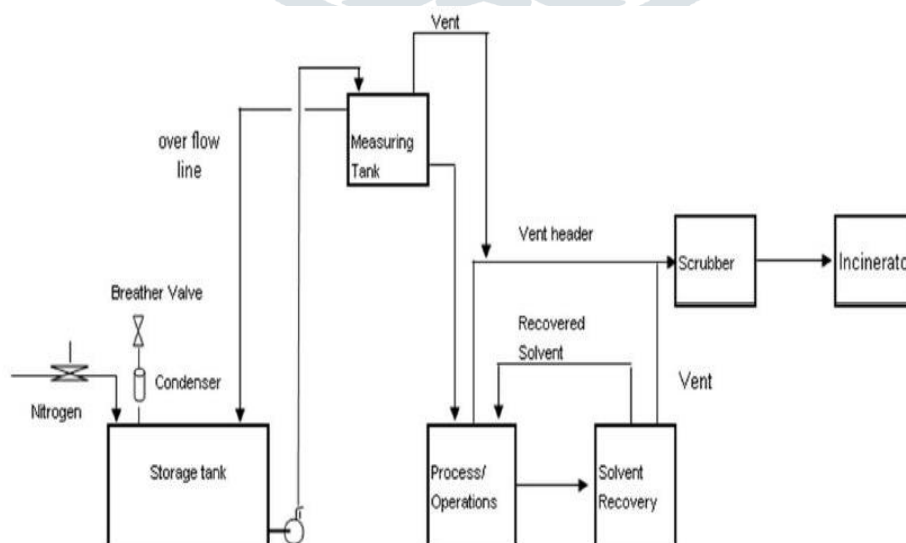 Vent
over flow
line
Measuring
Tank
Vent header
Scrubber
Incinerato
Breather Valve
Recovered
Solvent
Condenser
Vent
Nitrogen
Storage tank
Process/
Operations
Solvent
Recovery